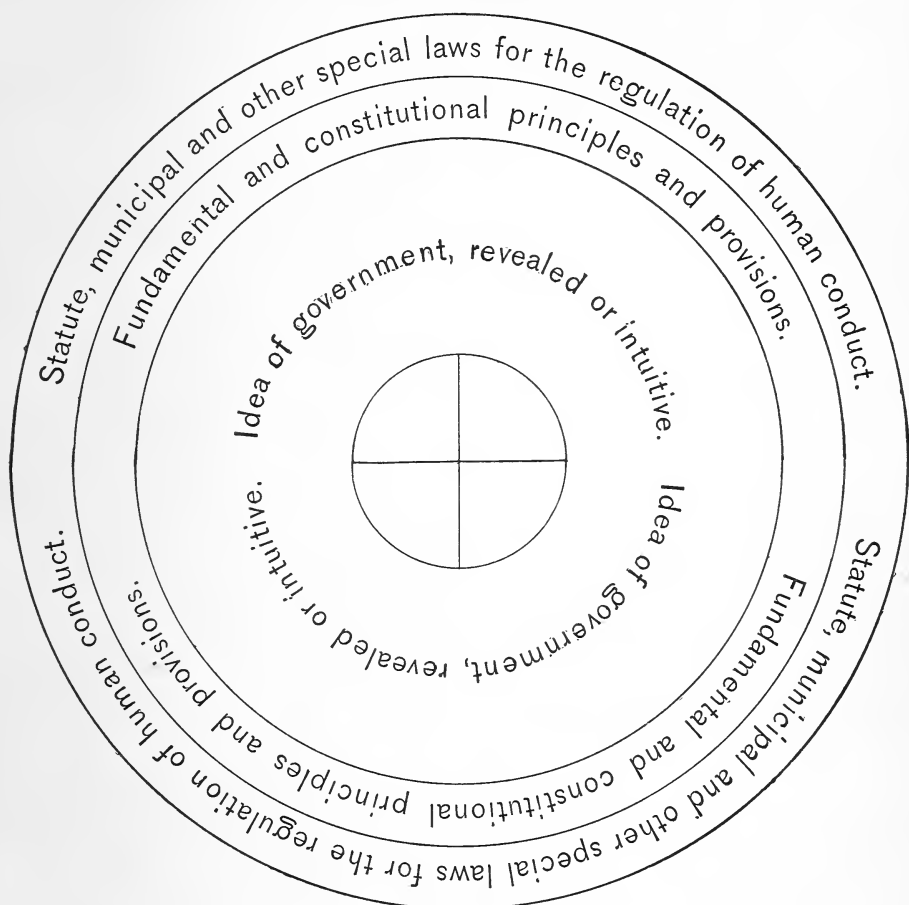 Statute, municipal and other special laws for the regulation of human conduct.
Fundamental and constitutional principles and provisions.
Idea of government, revealed or intuitive.
Idea of government, revealed or intuitive.
Fundamental and constitutional principles and provisions.
Statute, municipal and other special laws for the regulation of human conduct.